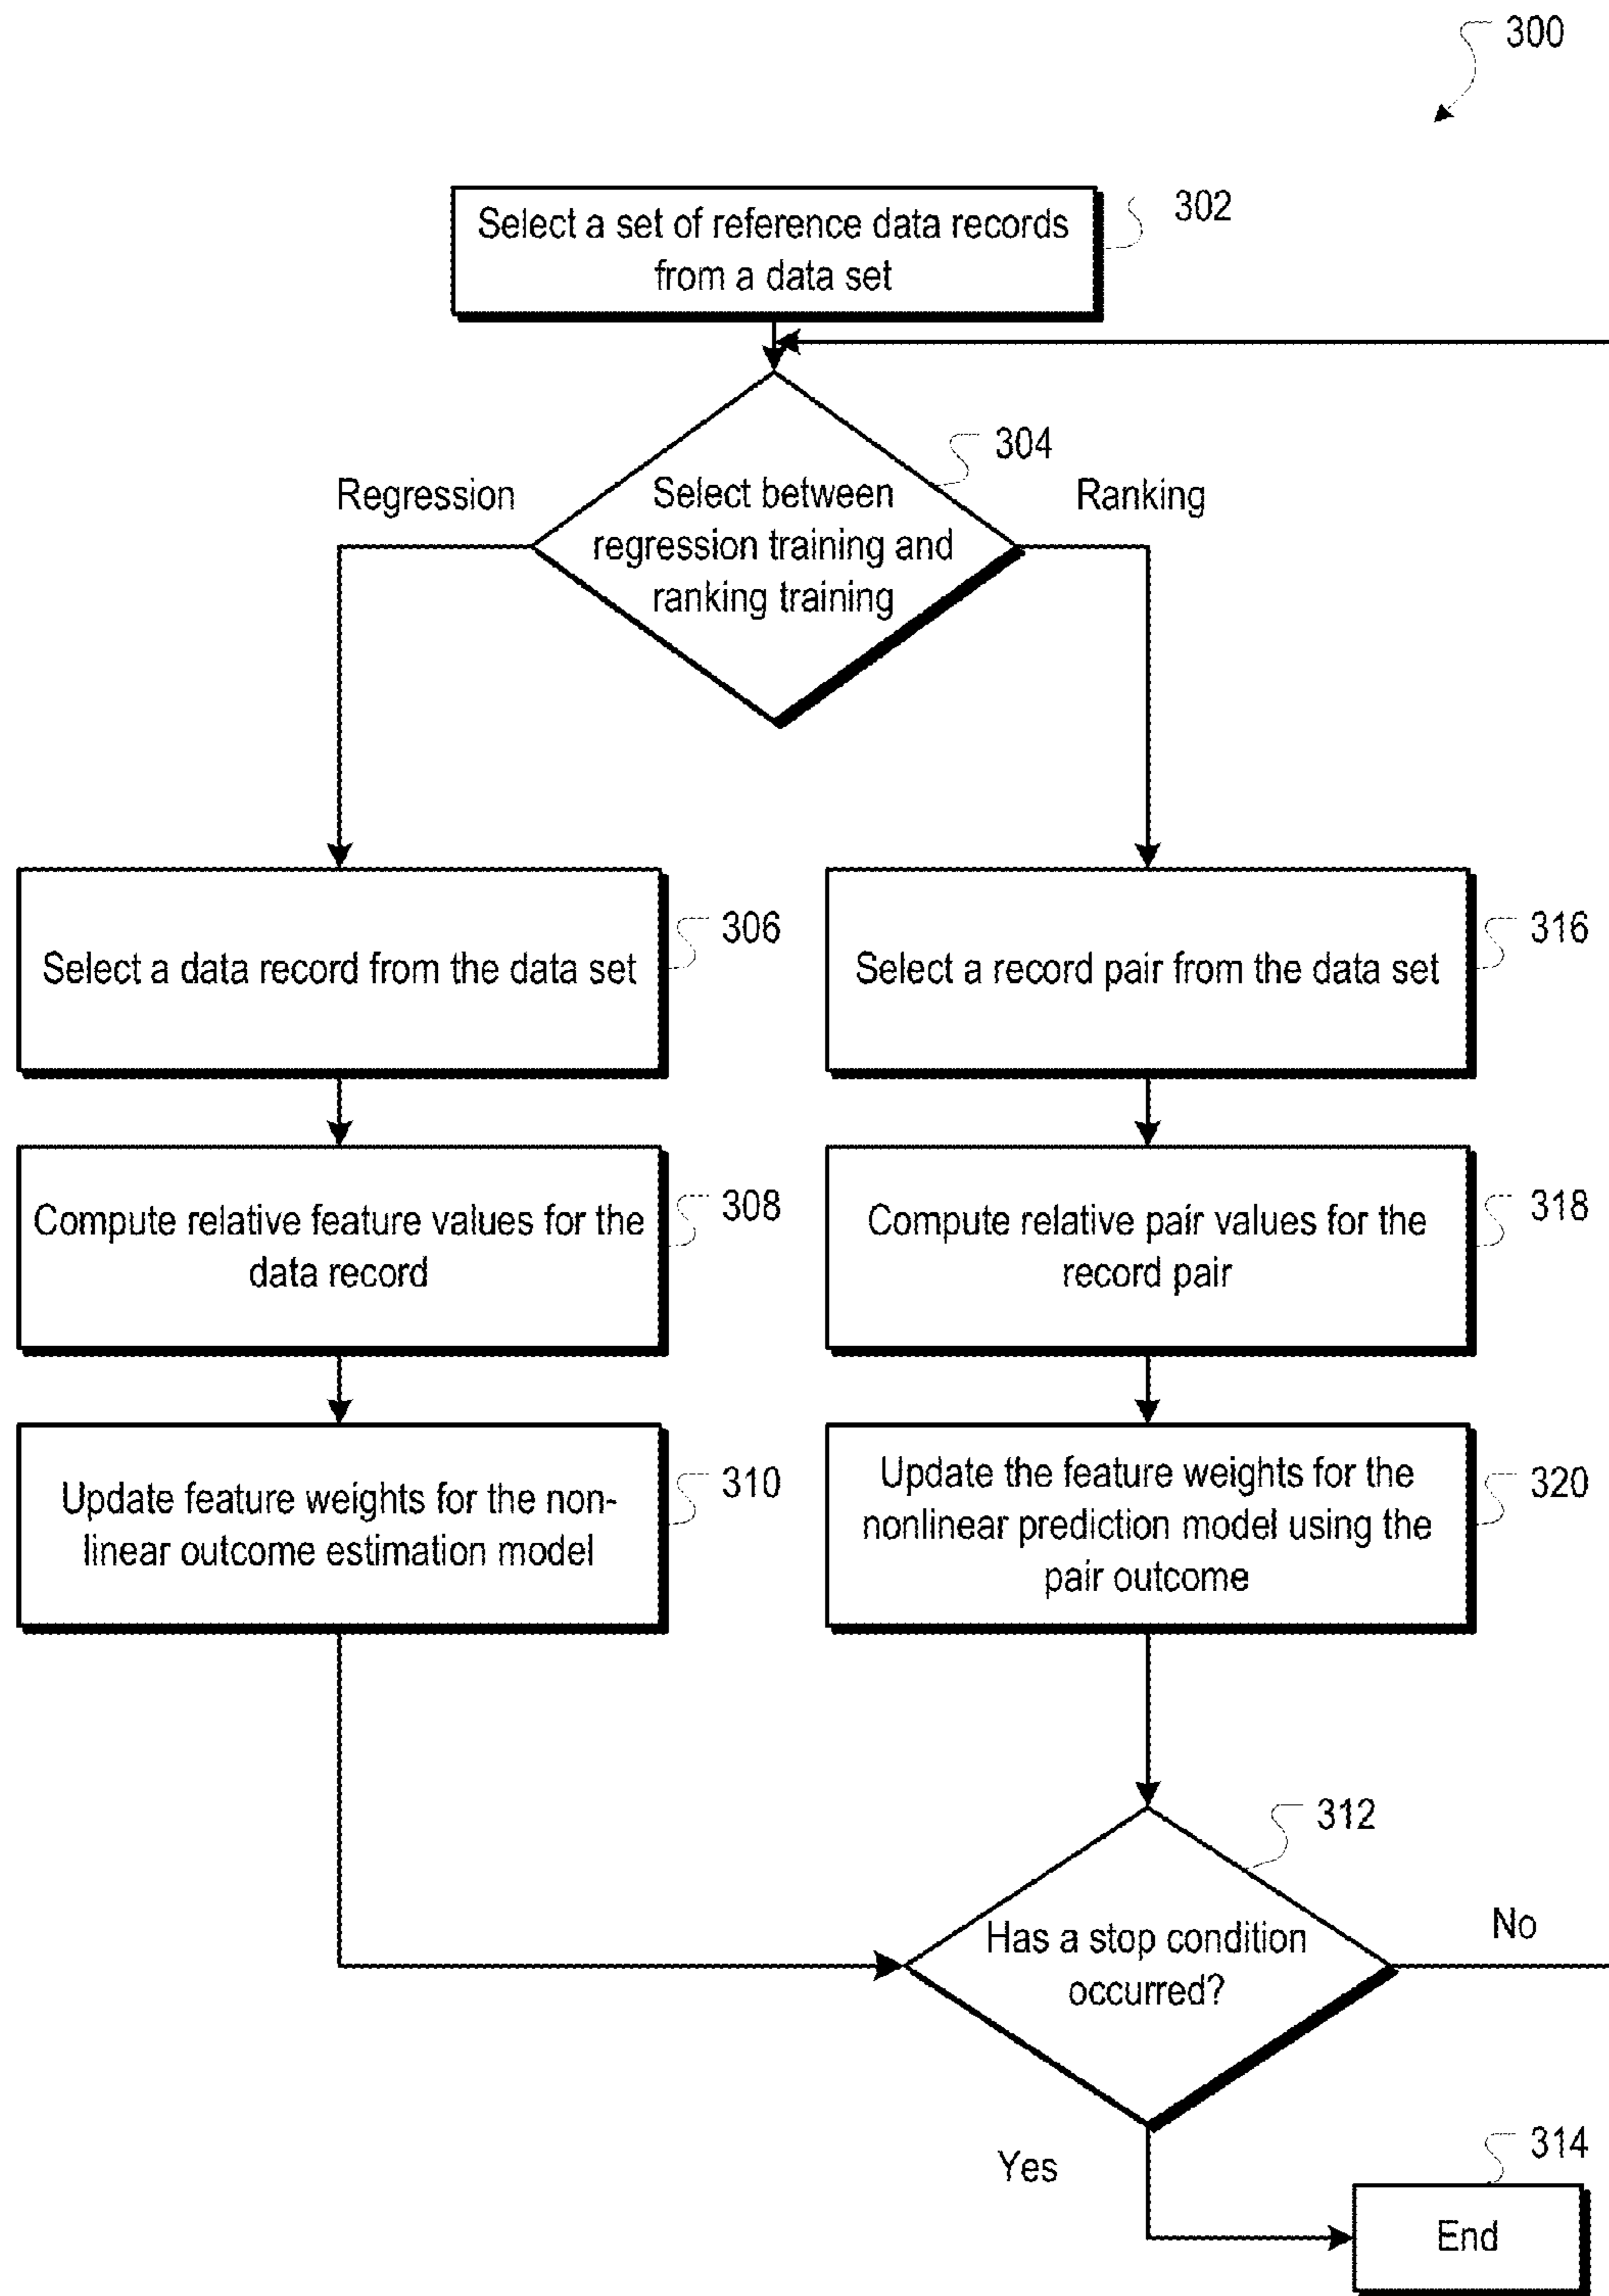 300
Select a set of reference data records
from a data set
302
304
Regression
Select between
regression training and
ranking training
Ranking
306
Select a data record from the data set
316
Select a record pair from the data set
308
Compute relative feature values for the
data record
318
Compute relative pair values for the
record pair
310
Update feature weights for the non-
linear outcome estimation model
320
Update the feature weights for the
nonlinear prediction model using the
pair outcome
312
Has a stop condition
occurred?
No
Yes
314
End